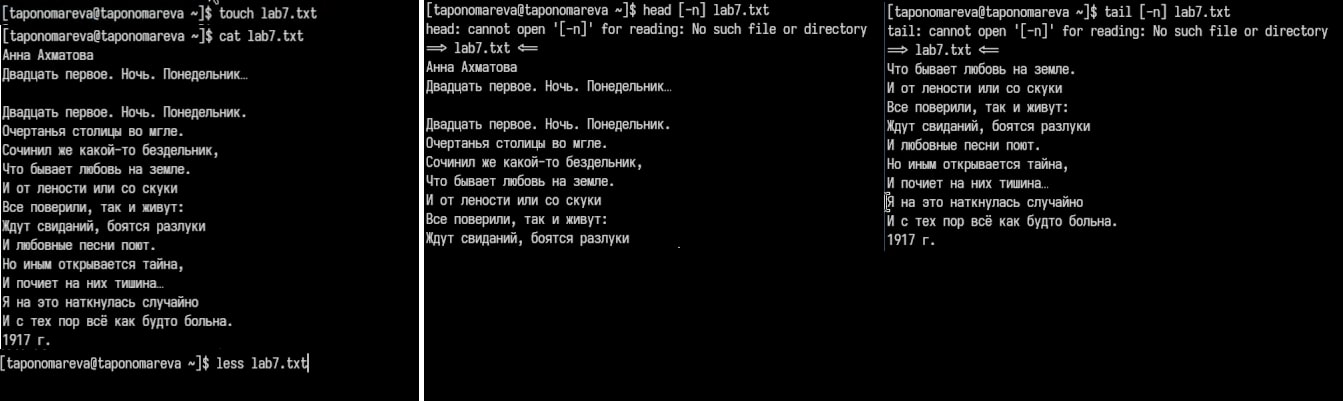 [taponomareva@taponomareva ~]$ touch lab7.txt
[taponomareva@taponomareva ~]$ cat lab7.txt
Анна Ахматова
Двадцать первое. Ночь. Понедельник…
Двадцать первое. Ночь. Понедельник.
Очертанья столицы во мгле.
Сочинил же какой-то бездельник,
Что бывает любовь на земле.
И от лености или со скуки
Все поверили, так и живут:
Ждут свиданий, боятся разлуки
И любовные песни поют.
Но иным открывается тайна,
И почиет на них тишина…
Я на это наткнулась случайно
И с тех пор всё как будто больна.
1917 г.
[taponomareva@taponomareva ~]$ less lab7.txt
[taponomareva@taponomareva ~]$ head [-n] lab7.txt
head: cannot open '[-n]' for reading: No such file or directory
==> lab7.txt <==
Анна Ахматова
Двадцать первое. Ночь. Понедельник…
Двадцать первое. Ночь. Понедельник.
Очертанья столицы во мгле.
Сочинил же какой-то бездельник,
Что бывает любовь на земле.
И от лености или со скуки
Все поверили, так и живут:
Ждут свиданий, боятся разлуки
[taponomareva@taponomareva ~]$ tail [-n] lab7.txt
tail: cannot open '[-n]' for reading: No such file or directory
==> lab7.txt <==
Что бывает любовь на земле.
И от лености или со скуки
Все поверили, так и живут:
Ждут свиданий, боятся разлуки
И любовные песни поют.
Но иным открывается тайна,
И почиет на них тишина…
Я на это наткнулась случайно
И с тех пор всё как будто больна.
1917 г.